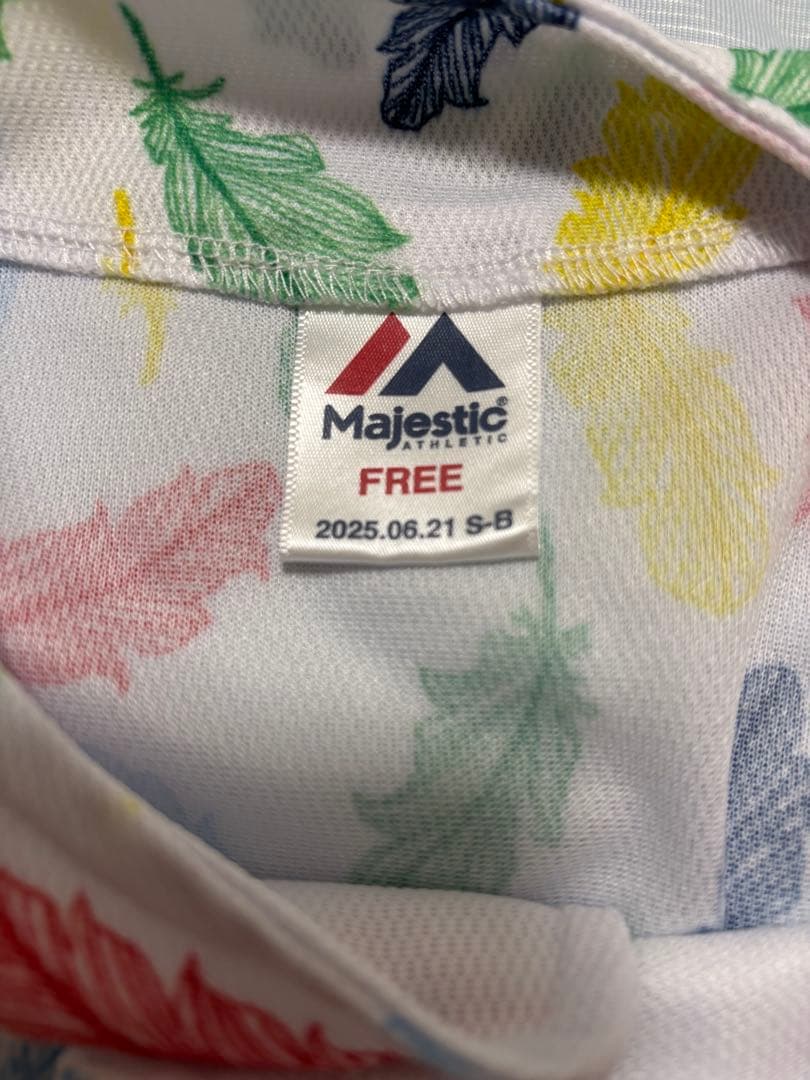 Majestic®
ATHLETIC
FREE
2025.06.21 S-B